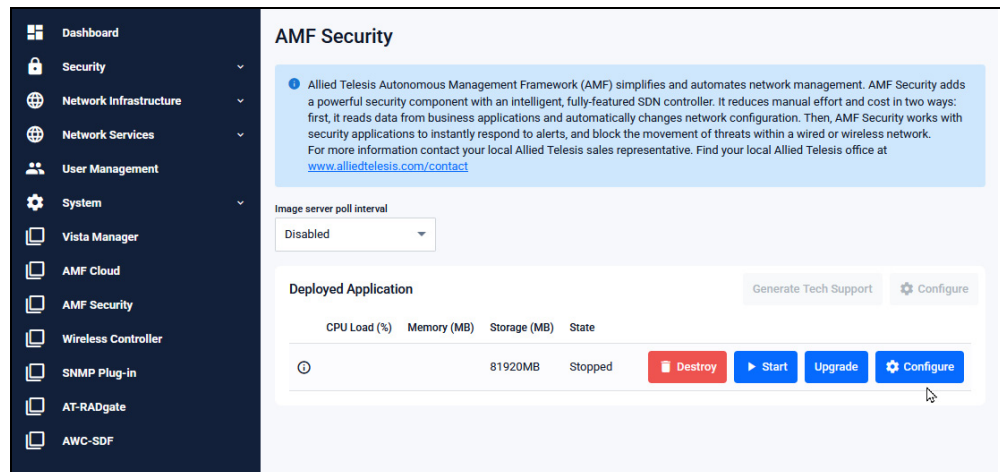 Dashboard
Security
Network Infrastructure
Network Services
User Management
System
Vista Manager
AMF Cloud
AMF Security
Wireless Controller
SNMP Plug-in
AT-RADgate
AWC-SDF
AMF Security
Allied Telesis Autonomous Management Framework (AMF) simplifies and automates network management. AMF Security adds
a powerful security component with an intelligent, fully-featured SDN controller. It reduces manual effort and cost in two ways:
first, it reads data from business applications and automatically changes network configuration. Then, AMF Security works with
security applications to instantly respond to alerts, and block the movement of threats within a wired or wireless network.
For more information contact your local Allied Telesis sales representative. Find your local Allied Telesis office at
www.alliedtelesis.com/contact
Image server poll interval
Disabled
Deployed Application Generate Tech Support Configure
CPU Load (%) Memory (MB) Storage (MB) State
81920MB Stopped Destroy Start Upgrade Configure